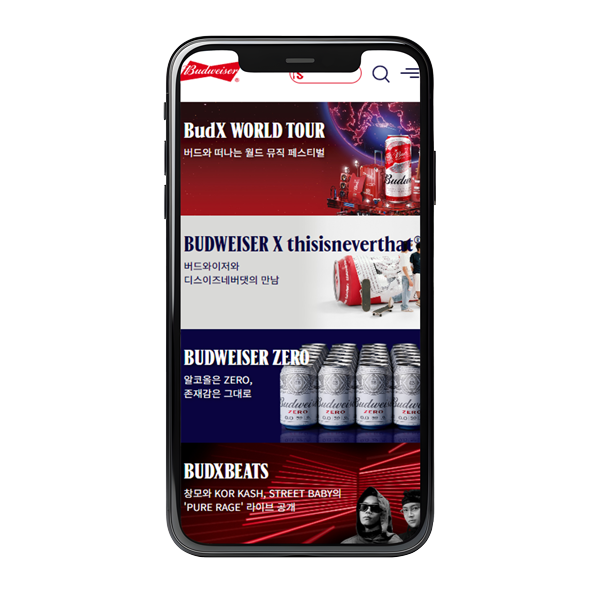 Budweiser
S
BudX WORLD TOUR
버드와 떠나는 월드 뮤직 페스티벌
BUDWEISER X thisisneverthat®
버드와이저와
디스이즈네버댓의 만남
BUDWEISER ZERO
알코올은 ZERO,
존재감은 그대로
Budweiser
ZERO
BUDXBEATS
창모와 KOR KASH, STREET BABY의
'PURE RAGE' 라이브 공개